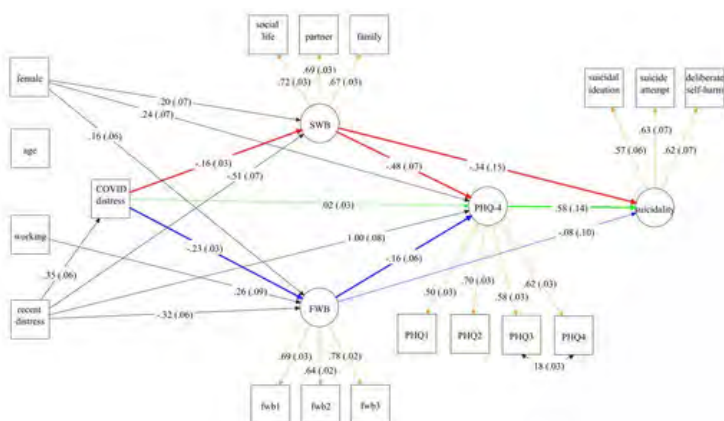 social
life
partner
family
.72 (.03)
.69 (.03)
.67 (.03)
suicidal
ideation
suicide
attempt
deliberate
self-harm
.57 (.06)
.63 (.07)
.62 (.07)
female
age
COVID
distress
working
recent
distress
SWB
FWB
PHQ-4
suicidality
.20 (.07)
.24 (.07)
.16 (.06)
-.16 (.03)
-.51 (.07)
-.48 (.07)
-.34 (.15)
.02 (.03)
.58 (.14)
-.23 (.03)
1.00 (.08)
-.16 (.06)
-.08 (.10)
.35 (.06)
.26 (.09)
-.32 (.06)
.50 (.03)
.70 (.03)
.58 (.03)
.62 (.03)
PHQ1
PHQ2
PHQ3
PHQ4
.18 (.03)
.69 (.03)
.64 (.02)
.78 (.02)
fwb1
fwb2
fwb3